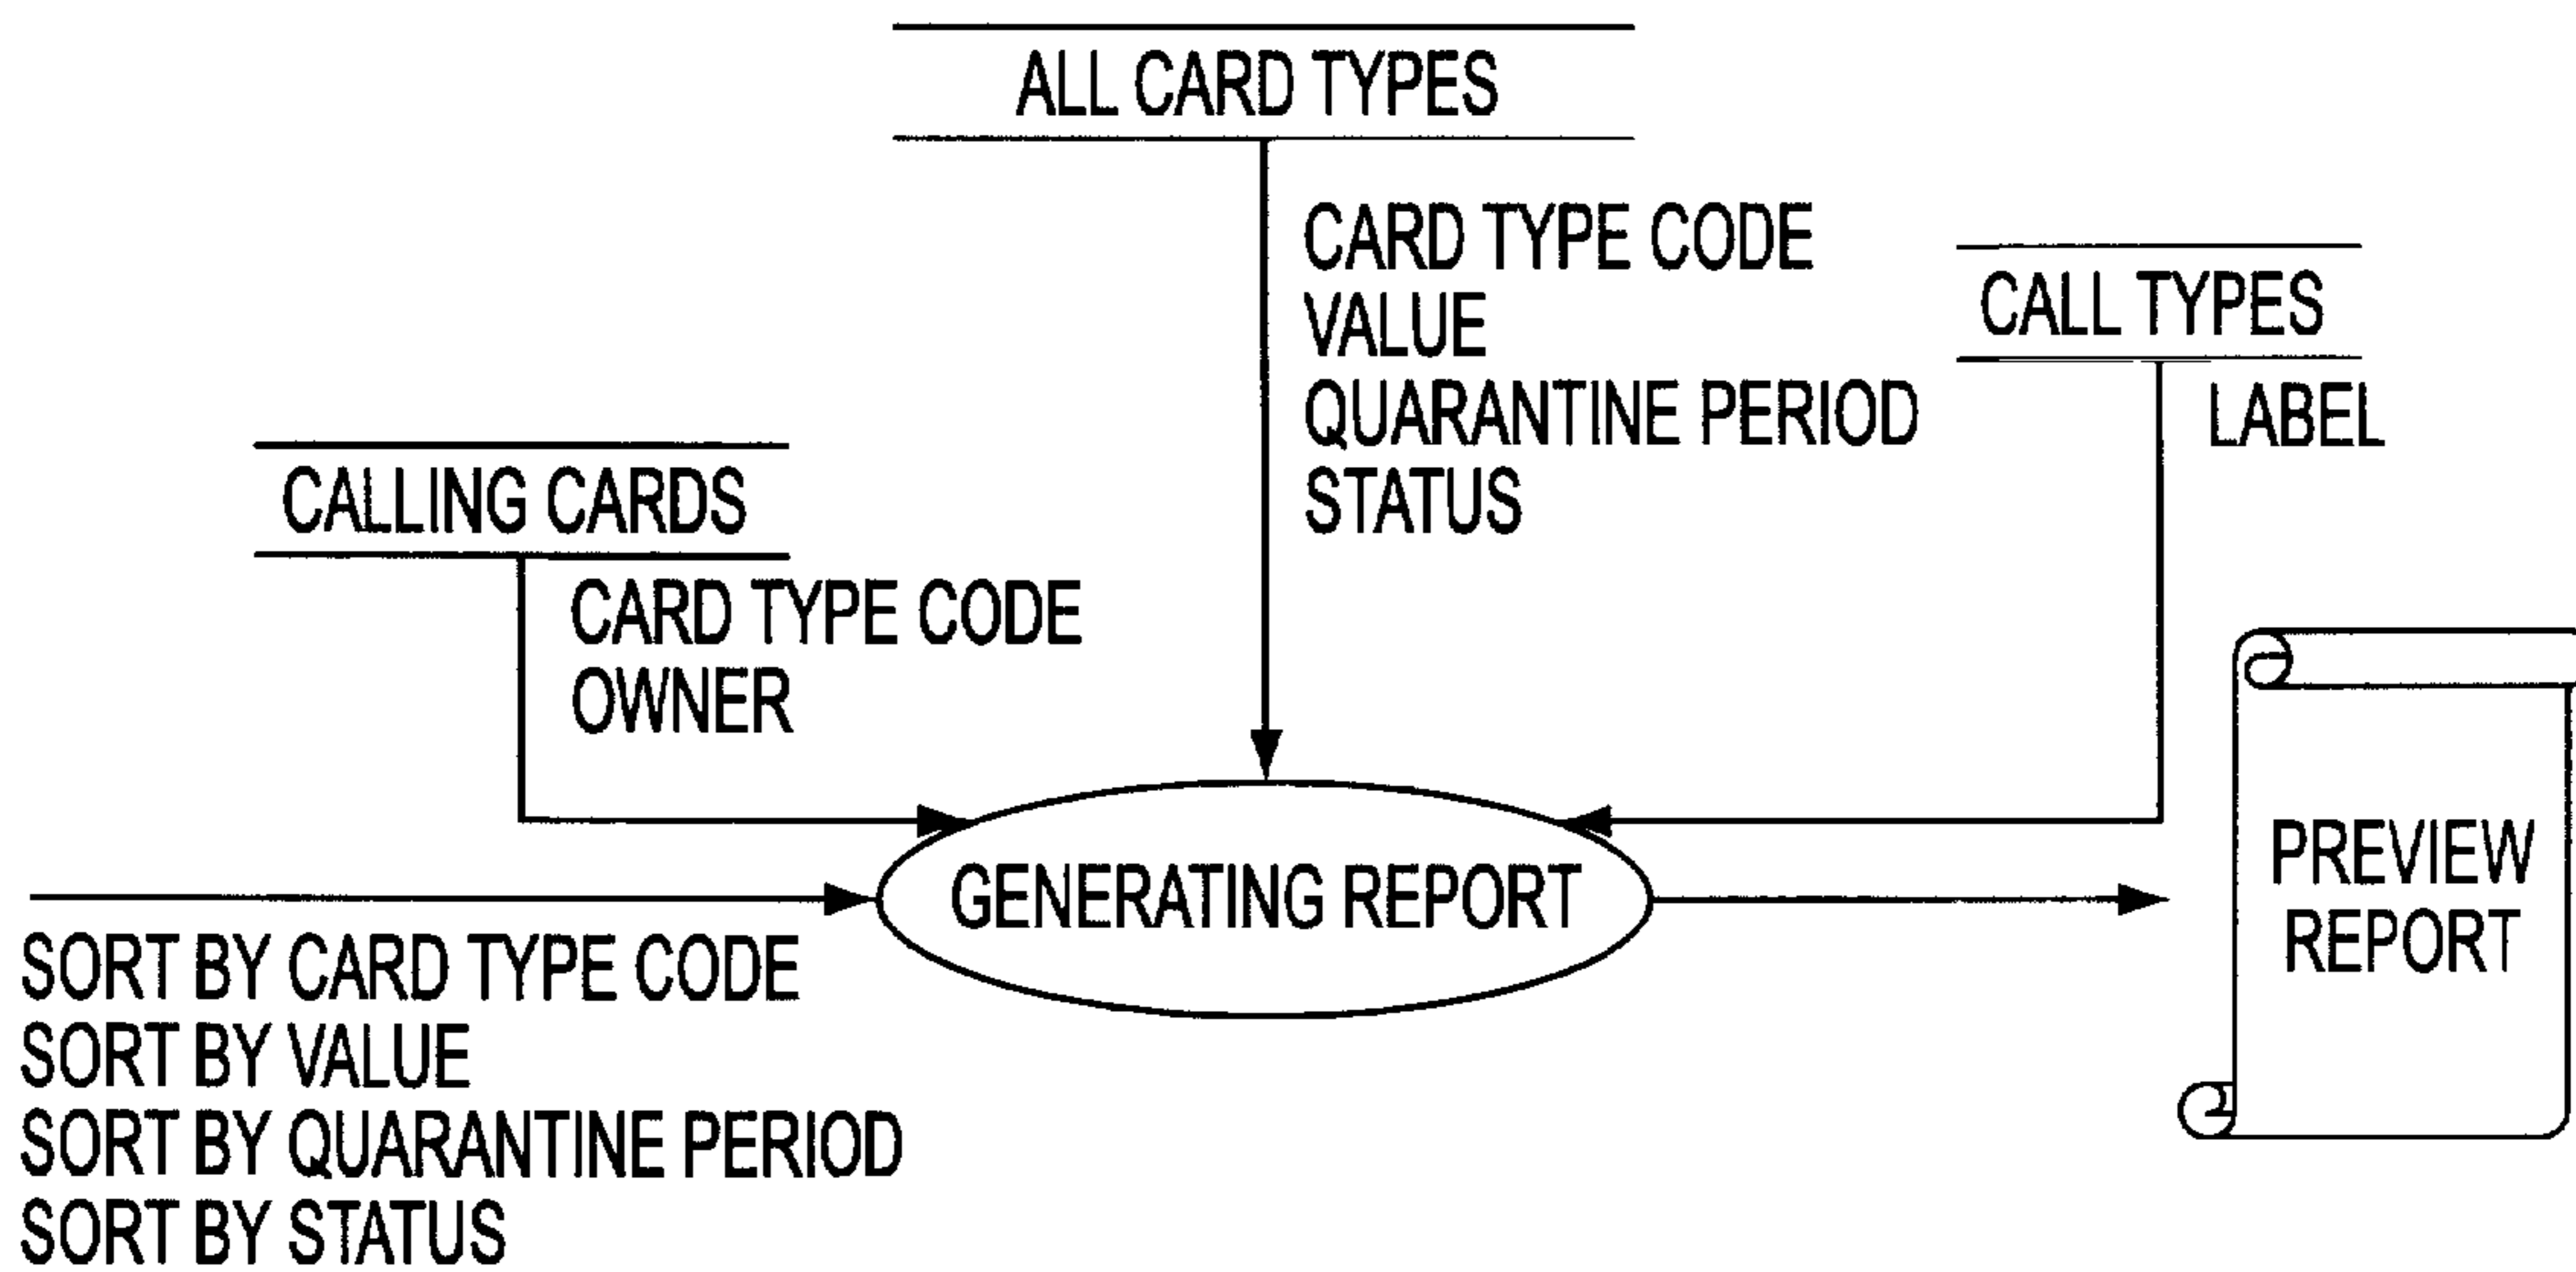 ALL CARD TYPES
CARD TYPE CODE
VALUE
QUARANTINE PERIOD
STATUS
CALL TYPES
LABEL
CALLING CARDS
CARD TYPE CODE
OWNER
GENERATING REPORT
PREVIEW
REPORT
SORT BY CARD TYPE CODE
SORT BY VALUE
SORT BY QUARANTINE PERIOD
SORT BY STATUS